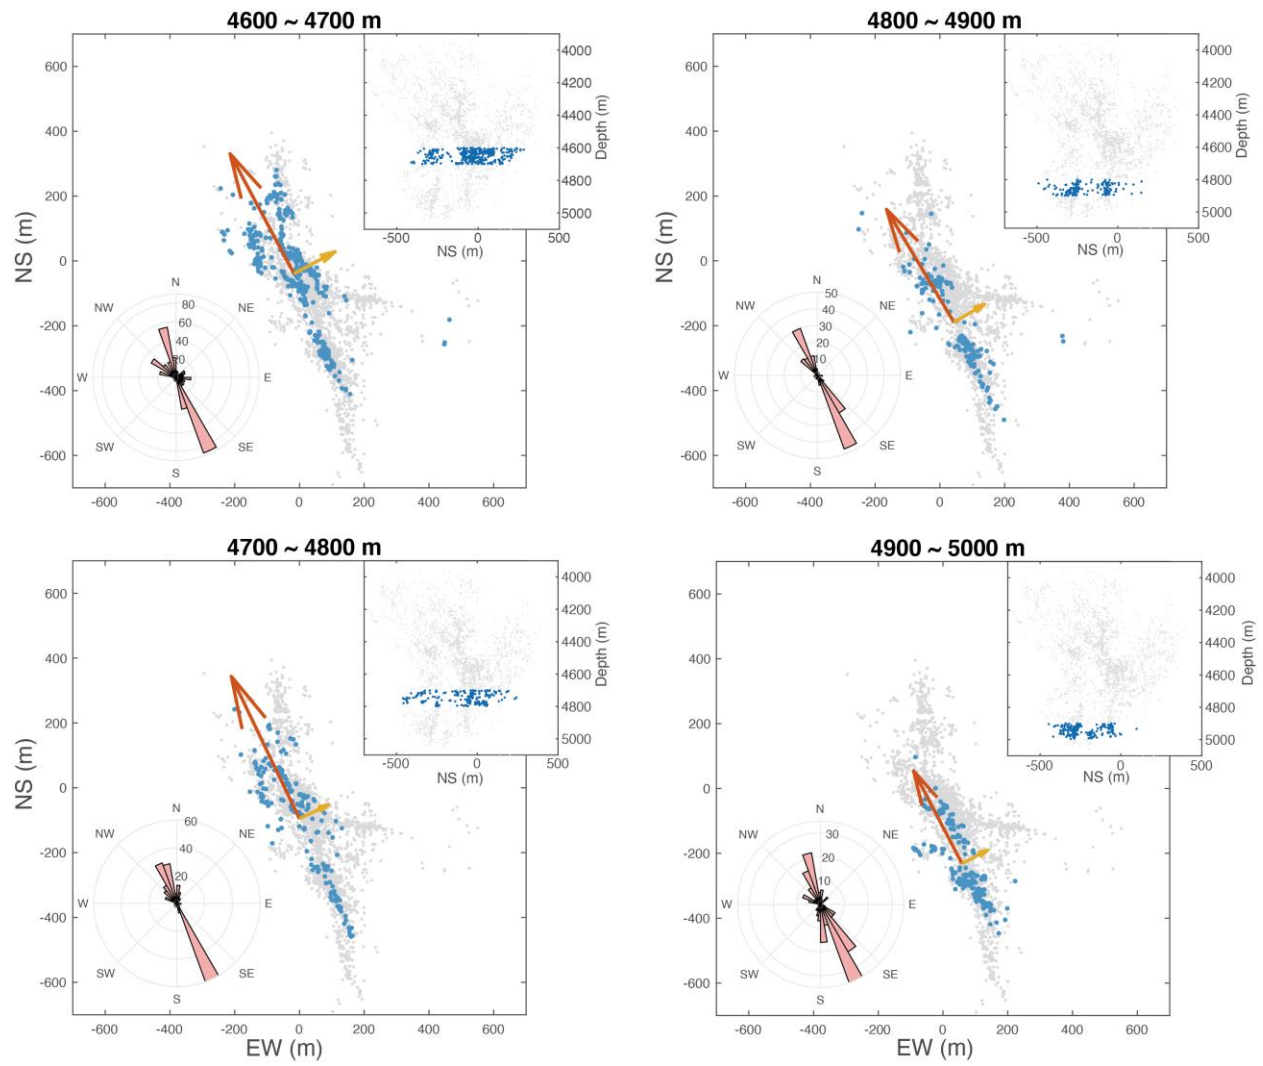 4600 ~ 4700 m
600
400
200
0
-200
-400
-600
NS (m)
-600 -400 -200 0 200 400 600
4000
4200
4400
4600
4800
5000
Depth (m)
-500 0 500
NS (m)
N
NW NE
80
60
40
20
W E
SW SE
S
4800 ~ 4900 m
600
400
200
0
-200
-400
-600
NS (m)
-600 -400 -200 0 200 400 600
4000
4200
4400
4600
4800
5000
Depth (m)
-500 0 500
NS (m)
N
NW NE
50
40
30
20
10
W E
SW SE
S
4700 ~ 4800 m
600
400
200
0
-200
-400
-600
NS (m)
-600 -400 -200 0 200 400 600
EW (m)
4000
4200
4400
4600
4800
5000
Depth (m)
-500 0 500
NS (m)
N
NW NE
60
40
20
W E
SW SE
S
4900 ~ 5000 m
600
400
200
0
-200
-400
-600
-600 -400 -200 0 200 400 600
EW (m)
4000
4200
4400
4600
4800
5000
Depth (m)
-500 0 500
NS (m)
N
NW NE
30
20
10
W E
SW SE
S